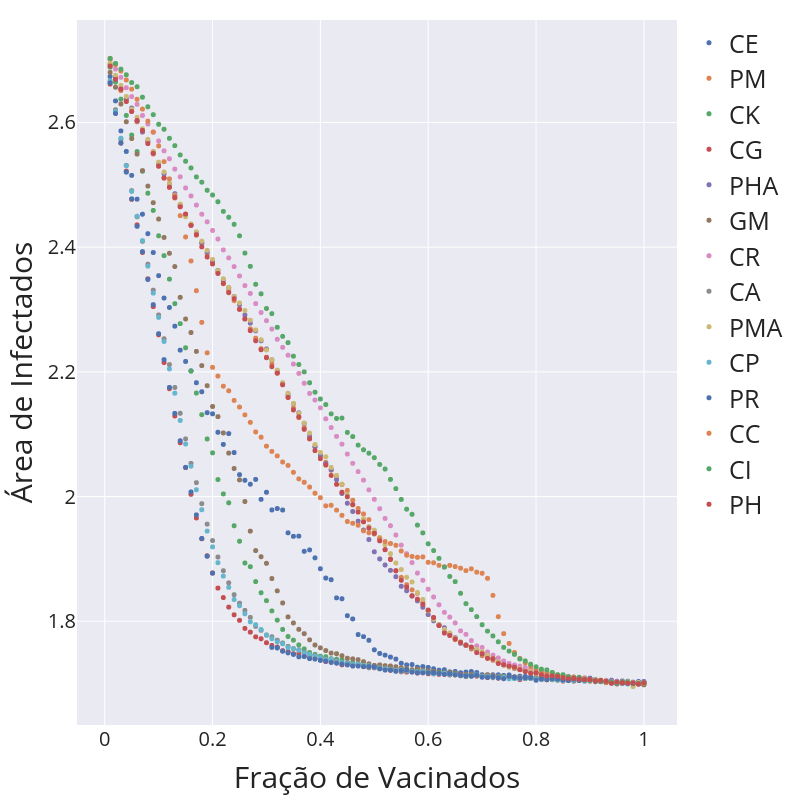 Área de Infectados
2.6
2.4
2.2
2
1.8
0
0.2
0.4
0.6
0.8
1
Fração de Vacinados
CE
PM
CK
CG
PHA
GM
CR
CA
PMA
CP
PR
CC
CI
PH